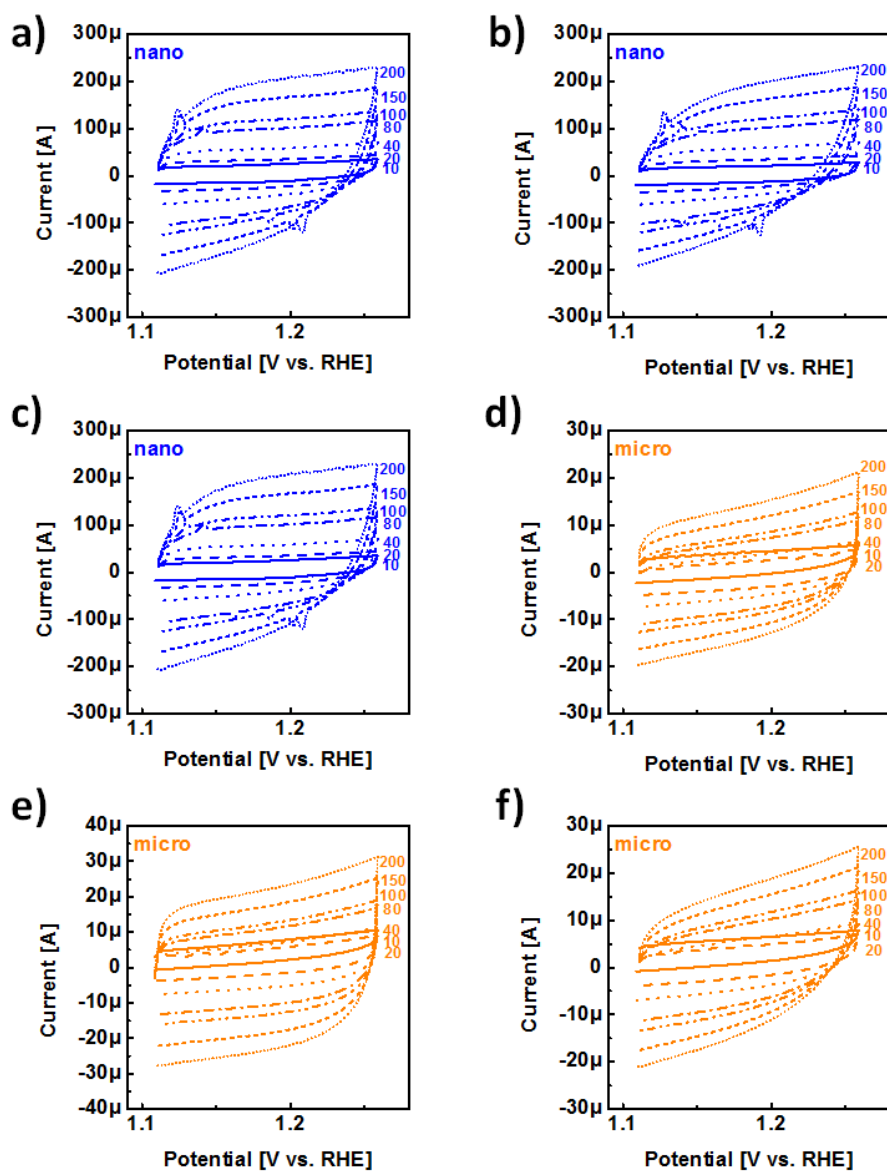 a)
300µ
nano
200µ
100µ
0
-100µ
-200µ
-300µ
200
150
100
80
40
20
10
1.1
1.2
Current [A]
Potential [V vs. RHE]
b)
300µ
nano
200µ
100µ
0
-100µ
-200µ
-300µ
200
150
100
80
40
20
10
1.1
1.2
Current [A]
Potential [V vs. RHE]
c)
300µ
nano
200µ
100µ
0
-100µ
-200µ
-300µ
200
150
100
80
40
20
10
1.1
1.2
Current [A]
Potential [V vs. RHE]
d)
30µ
micro
20µ
10µ
0
-10µ
-20µ
-30µ
200
150
100
80
40
10
20
1.1
1.2
Current [A]
Potential [V vs. RHE]
e)
40µ
micro
30µ
20µ
10µ
0
-10µ
-20µ
-30µ
-40µ
200
150
100
80
40
10
20
1.1
1.2
Current [A]
Potential [V vs. RHE]
f)
30µ
micro
20µ
10µ
0
-10µ
-20µ
-30µ
200
150
100
80
40
10
20
1.1
1.2
Current [A]
Potential [V vs. RHE]